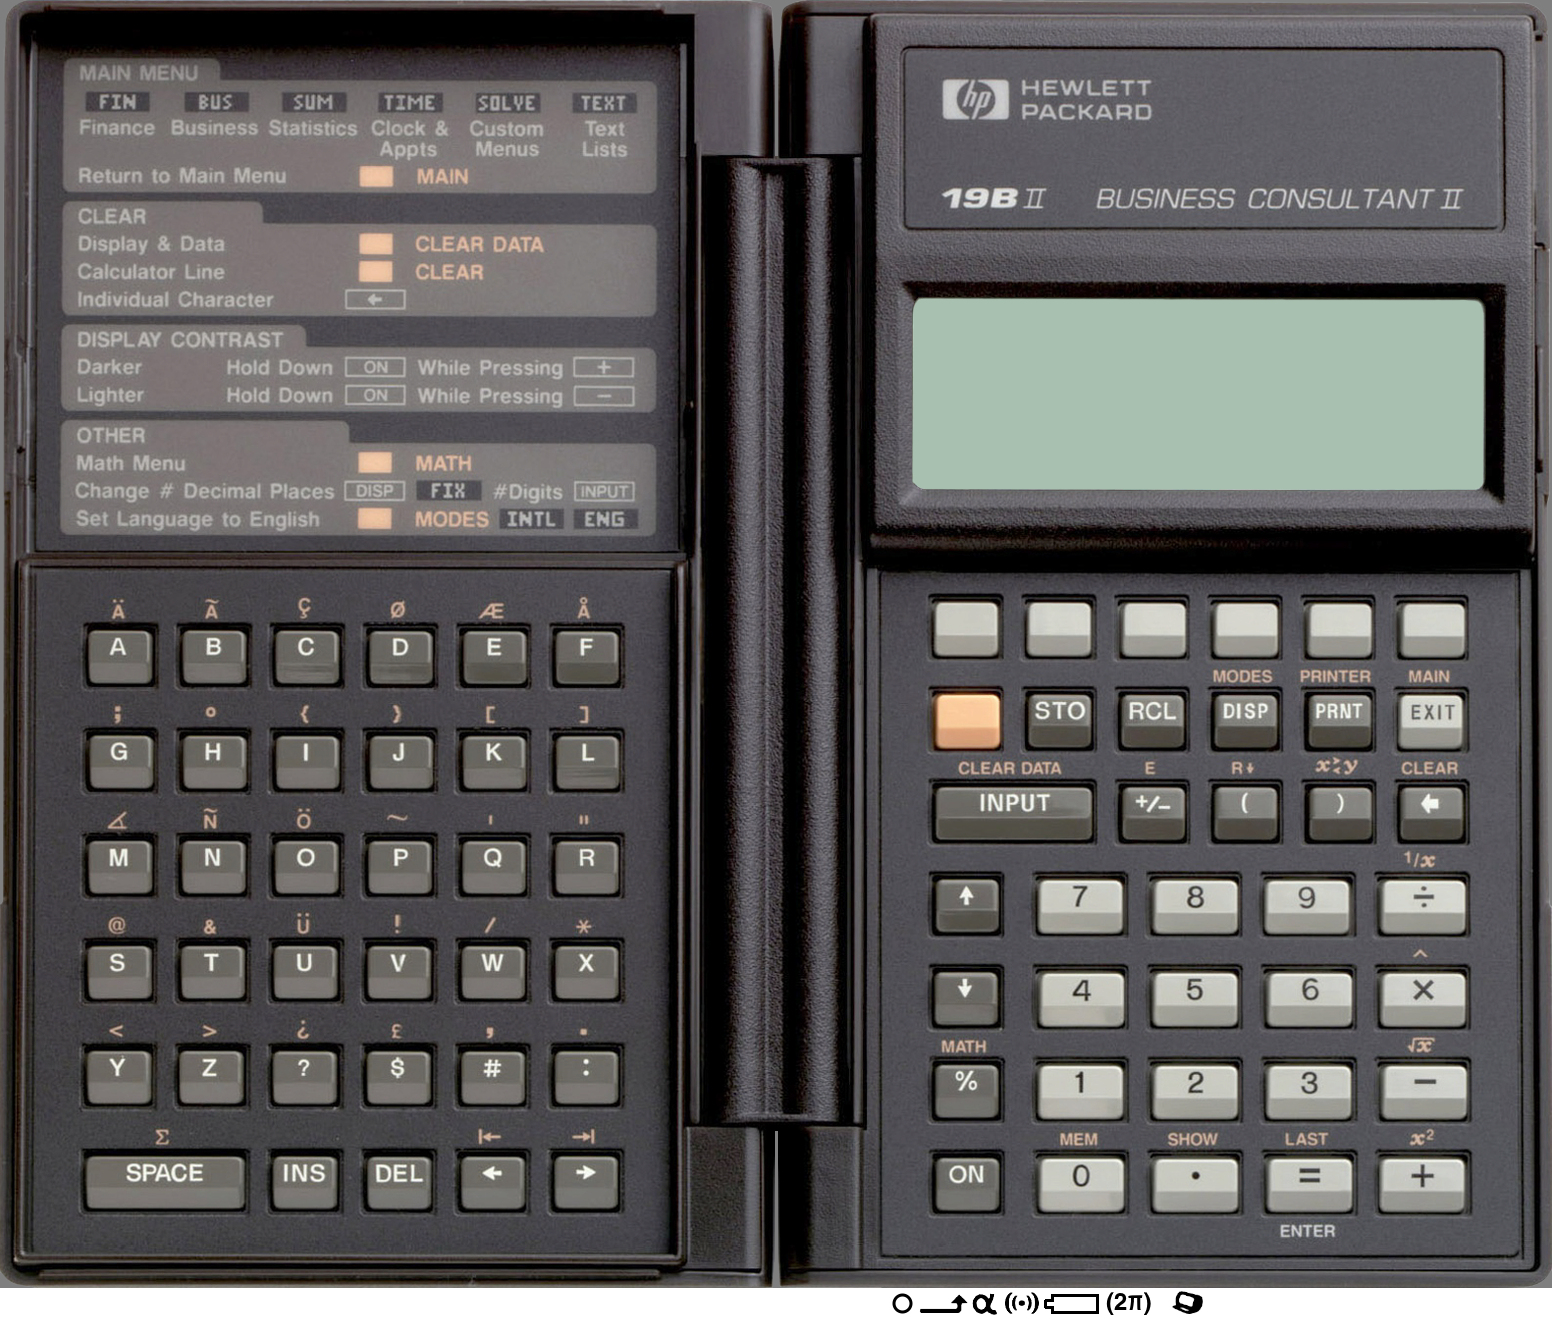 MAIN MENU
FIN BUS SUM TIME SOLVE TEXT
Finance Business Statistics Clock & Custom Text
Appts Menus Lists
Return to Main Menu MAIN
CLEAR
Display & Data CLEAR DATA
Calculator Line CLEAR
Individual Character ←
DISPLAY CONTRAST
Darker Hold Down ON While Pressing +
Lighter Hold Down ON While Pressing −
OTHER
Math Menu MATH
Change # Decimal Places DISP FIX #Digits INPUT
Set Language to English MODES INTL ENG
Ä Ã Ç Ø Æ Å
A B C D E F
; ° { } [ ]
G H I J K L
∡ Ñ Ö ~ ' "
M N O P Q R
@ & Ü ! / *
S T U V W X
< > ¿ £ , .
Y Z ? $ # :
Σ |← →|
SPACE INS DEL ← →
hp HEWLETT
PACKARD
19B II BUSINESS CONSULTANT II
MODES PRINTER MAIN
STO RCL DISP PRNT EXIT
CLEAR DATA E R↓ x≷y CLEAR
INPUT +/− ( ) ←
1/x
↑ 7 8 9 ÷
^
↓ 4 5 6 ×
MATH √x
% 1 2 3 −
MEM SHOW LAST x²
ON 0 . = +
ENTER
α ((•)) (2π)